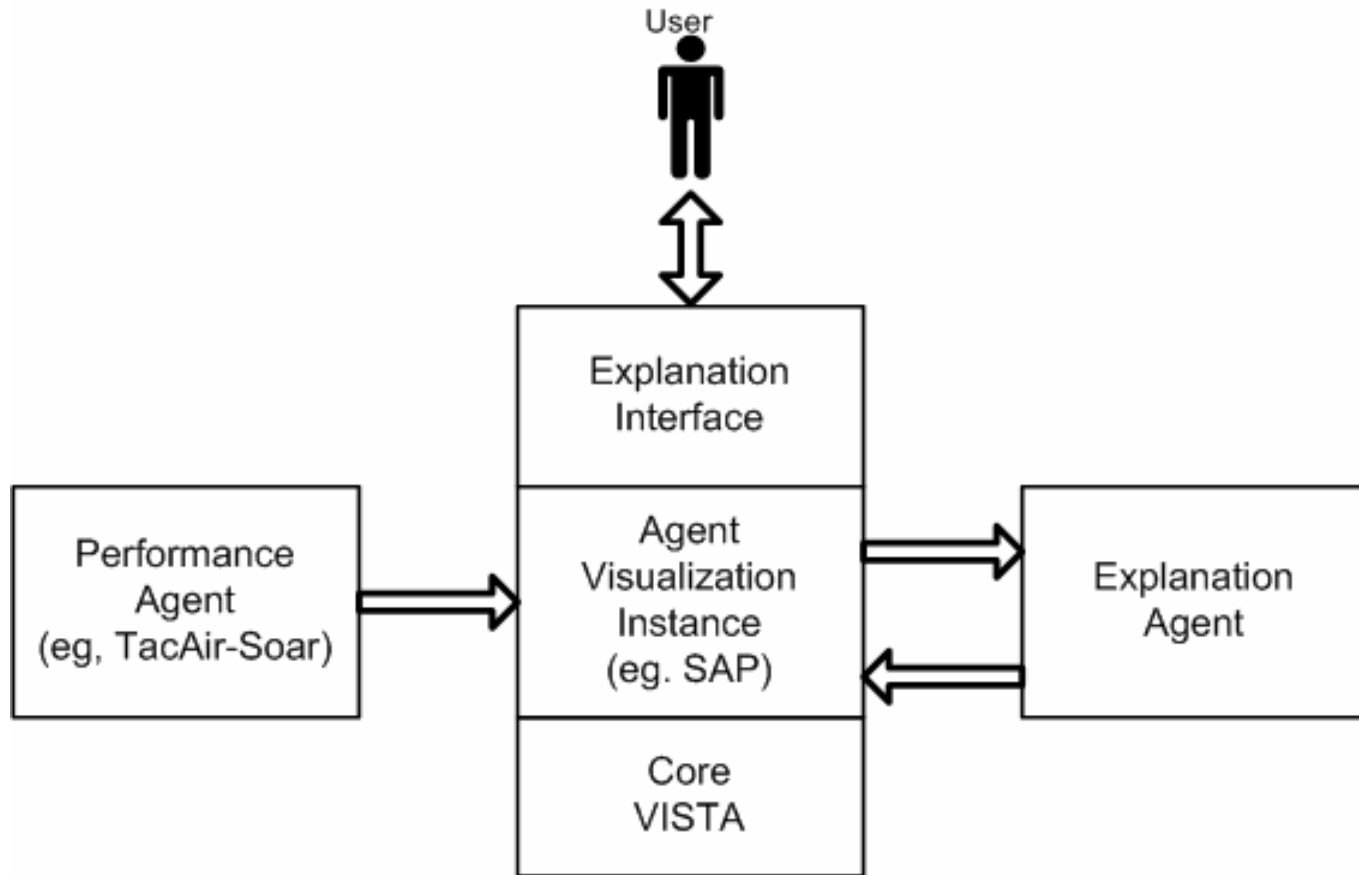 User
Explanation
Interface
Performance
Agent
(eg, TacAir-Soar)
Agent
Visualization
Instance
(eg. SAP)
Explanation
Agent
Core
VISTA